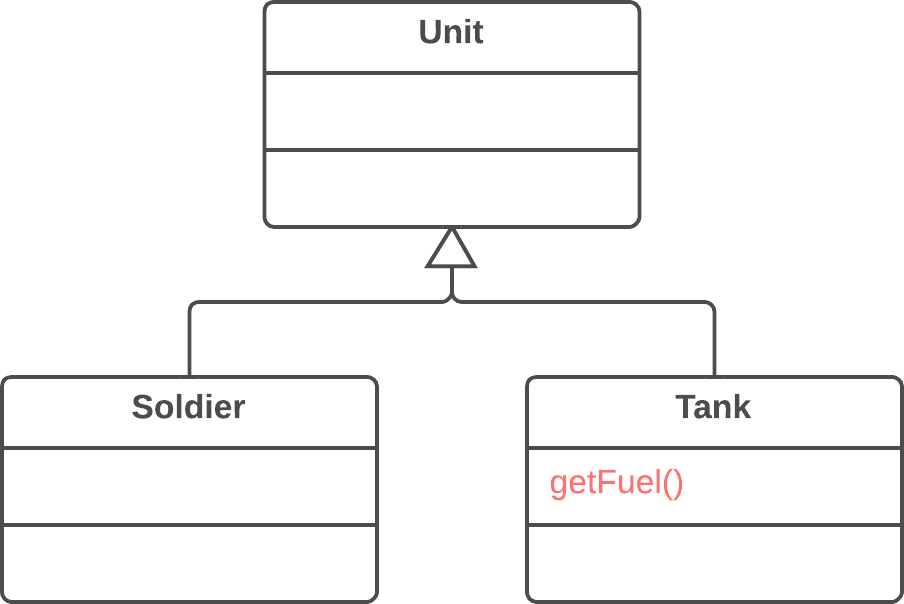 Unit
Soldier
Tank
getFuel()